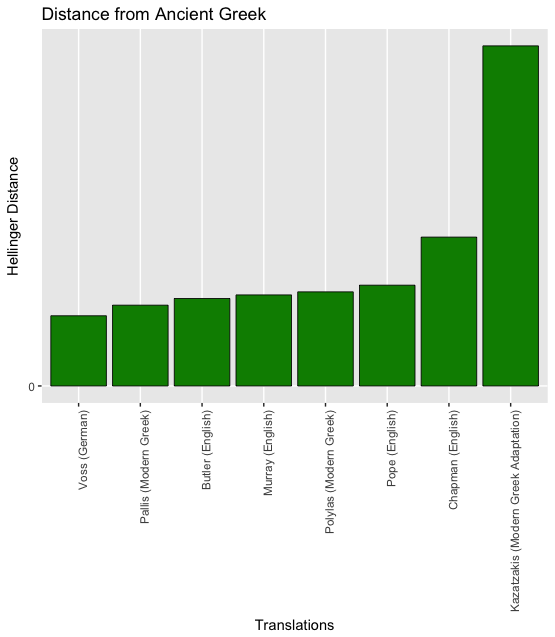 Distance from Ancient Greek
Hellinger Distance
0
Voss (German)
Pallis (Modern Greek)
Butler (English)
Murray (English)
Polylas (Modern Greek)
Pope (English)
Chapman (English)
Kazatzakis (Modern Greek Adaptation)
Translations